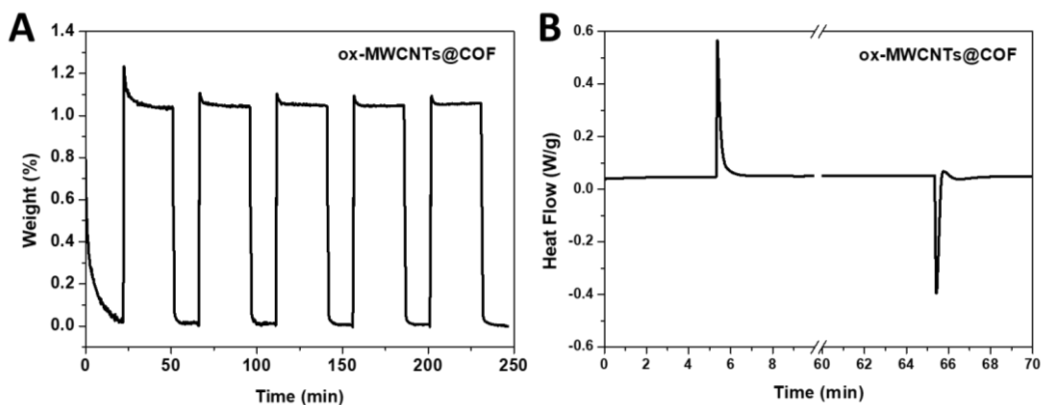 A
ox-MWCNTs@COF
Weight (%)
1.4
1.2
1.0
0.8
0.6
0.4
0.2
0.0
0 50 100 150 200 250
Time (min)
B
ox-MWCNTs@COF
Heat Flow (W/g)
0.6
0.4
0.2
0.0
-0.2
-0.4
-0.6
0 2 4 6 8 60 62 64 66 68 70
Time (min)